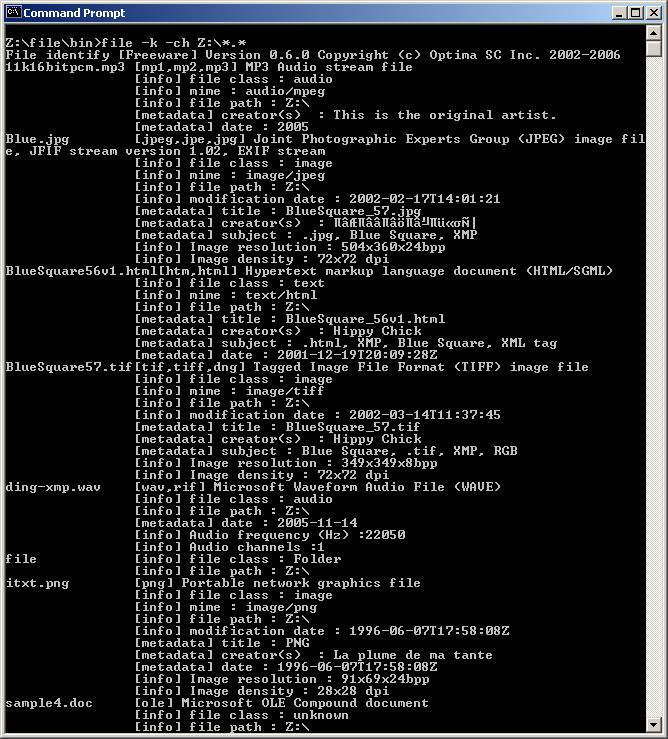 Command Prompt
Z:\file\bin>file -k -ch Z:\*.*
File identify [Freeware] Version 0.6.0 Copyright (c) Optima SC Inc. 2002-2006
11k16bitpcm.mp3 [mp1,mp2,mp3] MP3 Audio stream file
[info] file class : audio
[info] mime : audio/mpeg
[info] file path : Z:\
[metadata] creator(s)  : This is the original artist.
[metadata] date : 2005
Blue.jpg [jpeg,jpe,jpg] Joint Photographic Experts Group (JPEG) image fil
e, JFIF stream version 1.02, EXIF stream
[info] file class : image
[info] mime : image/jpeg
[info] file path : Z:\
[info] modification date : 2002-02-17T14:01:21
[metadata] title : BlueSquare_57.jpg
[metadata] creator(s)  :
[metadata] subject : .jpg, Blue Square, XMP
[info] Image resolution : 504x360x24bpp
[info] Image density : 72x72 dpi
BlueSquare56v1.html[htm,html] Hypertext markup language document (HTML/SGML)
[info] file class : text
[info] mime : text/html
[info] file path : Z:\
[metadata] title : BlueSquare_56v1.html
[metadata] creator(s)  : Hippy Chick
[metadata] subject : .html, XMP, Blue Square, XML tag
[metadata] date : 2001-12-19T20:09:28Z
BlueSquare57.tif[tif,tiff,dng] Tagged Image File Format (TIFF) image file
[info] file class : image
[info] mime : image/tiff
[info] file path : Z:\
[info] modification date : 2002-03-14T11:37:45
[metadata] title : BlueSquare_57.tif
[metadata] creator(s)  : Hippy Chick
[metadata] subject : Blue Square, .tif, XMP, RGB
[info] Image resolution : 349x349x8bpp
[info] Image density : 72x72 dpi
ding-xmp.wav [wav,rif] Microsoft Waveform Audio File (WAVE)
[info] file class : audio
[info] file path : Z:\
[metadata] date : 2005-11-14
[info] Audio frequency (Hz) :22050
[info] Audio channels :1
file [info] file class : Folder
itxt.png [png] Portable network graphics file
[info] file class : image
[info] mime : image/png
[info] file path : Z:\
[info] modification date : 1996-06-07T17:58:08Z
[metadata] title : PNG
[metadata] creator(s)  : La plume de ma tante
[metadata] date : 1996-06-07T17:58:08Z
[info] Image resolution : 91x69x24bpp
[info] Image density : 28x28 dpi
sample4.doc [ole] Microsoft OLE Compound document
[info] file class : unknown
[info] file path : Z:\